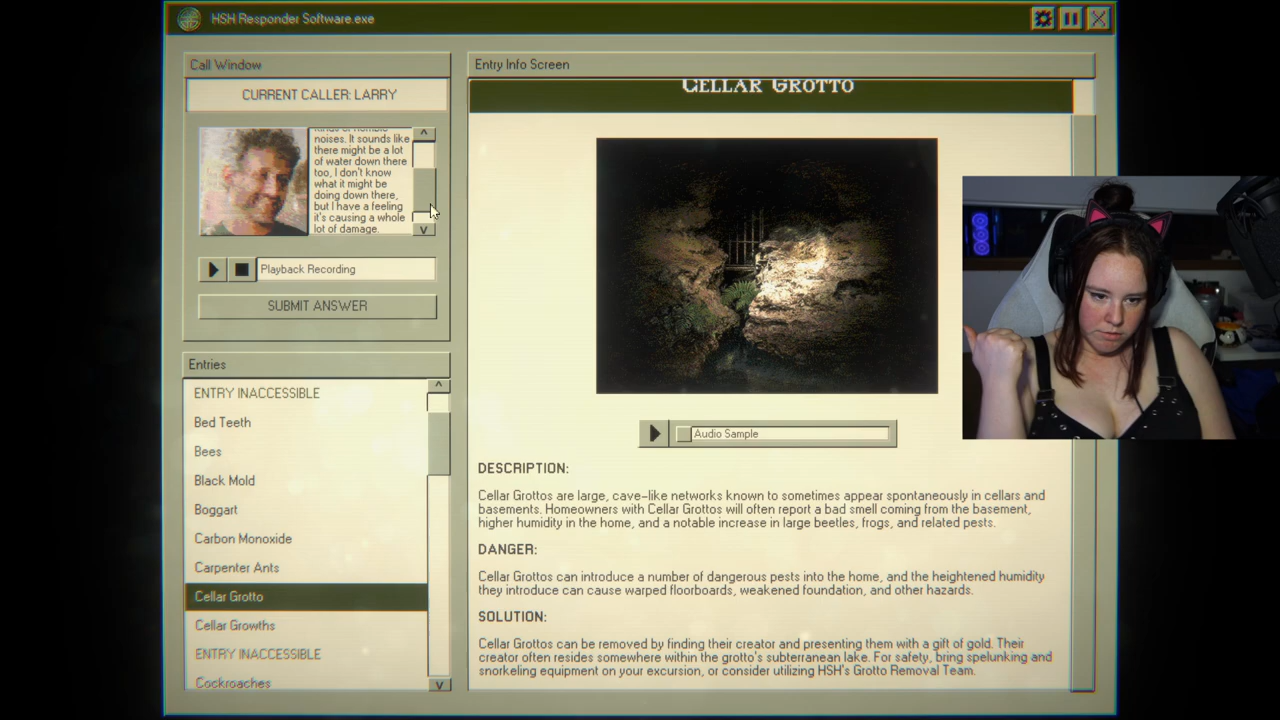 HSH Responder Software.exe
Call Window
CURRENT CALLER: LARRY
noises. It sounds like
there might be a lot
of water down there
too, I don't know
what it might be
doing down there,
but I have a feeling
it's causing a whole
lot of damage.
Playback Recording
SUBMIT ANSWER
Entries
ENTRY INACCESSIBLE
Bed Teeth
Bees
Black Mold
Boggart
Carbon Monoxide
Carpenter Ants
Cellar Grotto
Cellar Growths
ENTRY INACCESSIBLE
Cockroaches
Entry Info Screen
CELLAR GROTTO
Audio Sample
DESCRIPTION:
Cellar Grottos are large, cave-like networks known to sometimes appear spontaneously in cellars and
basements. Homeowners with Cellar Grottos will often report a bad smell coming from the basement,
higher humidity in the home, and a notable increase in large beetles, frogs, and related pests.
DANGER:
Cellar Grottos can introduce a number of dangerous pests into the home, and the heightened humidity
they introduce can cause warped floorboards, weakened foundation, and other hazards.
SOLUTION:
Cellar Grottos can be removed by finding their creator and presenting them with a gift of gold. Their
creator often resides somewhere within the grotto's subterranean lake. For safety, bring spelunking and
snorkeling equipment on your excursion, or consider utilizing HSH's Grotto Removal Team.